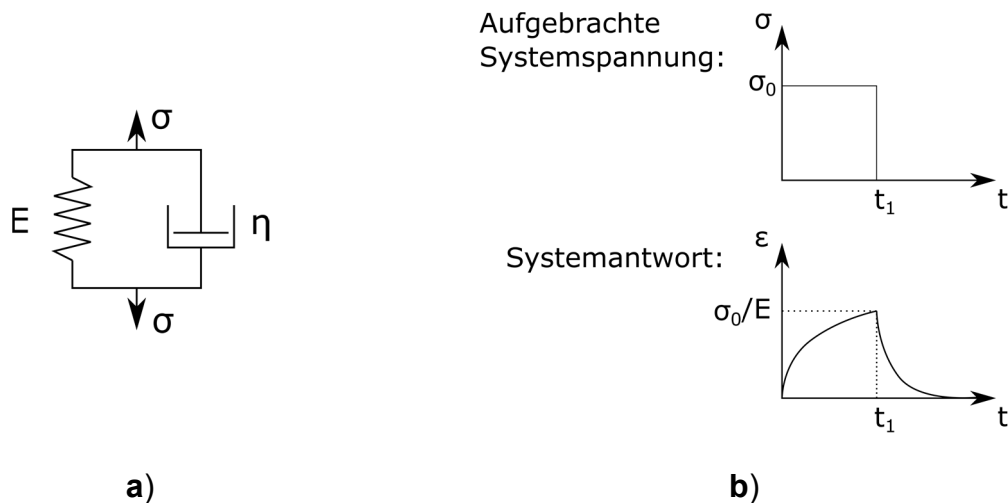 σ
E
η
σ
a)
Aufgebrachte
Systemspannung:
σ
σ₀
t₁
t
Systemantwort:
ε
σ₀/E
t₁
t
b)